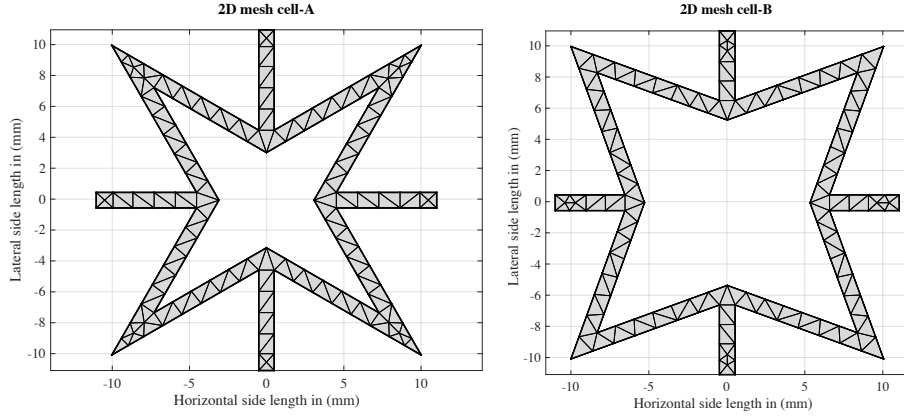 2D mesh cell-A
10
8
6
4
2
0
-2
-4
-6
-8
-10
Lateral side length in (mm)
-10 -5 0 5 10
Horizontal side length in (mm)
2D mesh cell-B
10
8
6
4
2
0
-2
-4
-6
-8
-10
Lateral side length in (mm)
-10 -5 0 5 10
Horizontal side length in (mm)